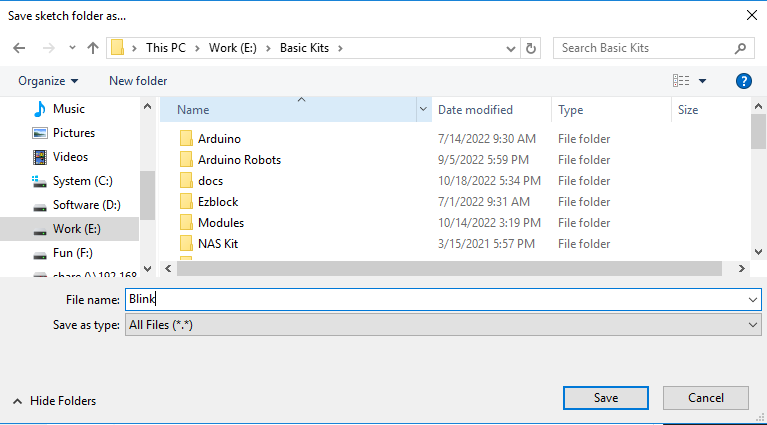 Save sketch folder as...
This PC > Work (E:) > Basic Kits >
Search Basic Kits
Organize
New folder
?
Name Date modified Type Size
Music
Pictures
Videos
System (C:)
Software (D:)
Work (E:)
Fun (F:)
share (\\192.168
Arduino 7/14/2022 9:30 AM File folder
Arduino Robots 9/5/2022 5:59 PM File folder
docs 10/18/2022 5:34 PM File folder
Ezblock 7/1/2022 9:31 AM File folder
Modules 10/14/2022 3:19 PM File folder
NAS Kit 3/15/2021 5:57 PM File folder
File name: Blink
Save as type: All Files (*.*)
Hide Folders
Save
Cancel